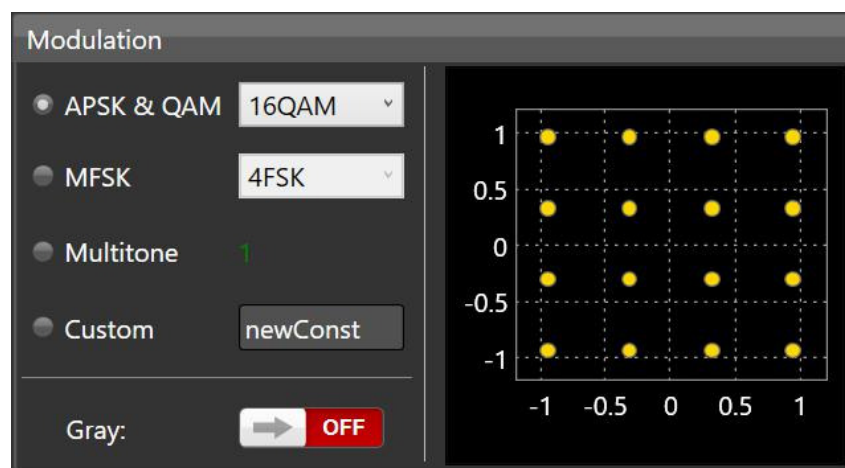 Modulation
APSK & QAM 16QAM
MFSK 4FSK
Multitone 1
Custom newConst
Gray: OFF
1
0.5
0
-0.5
-1
-1 -0.5 0 0.5 1